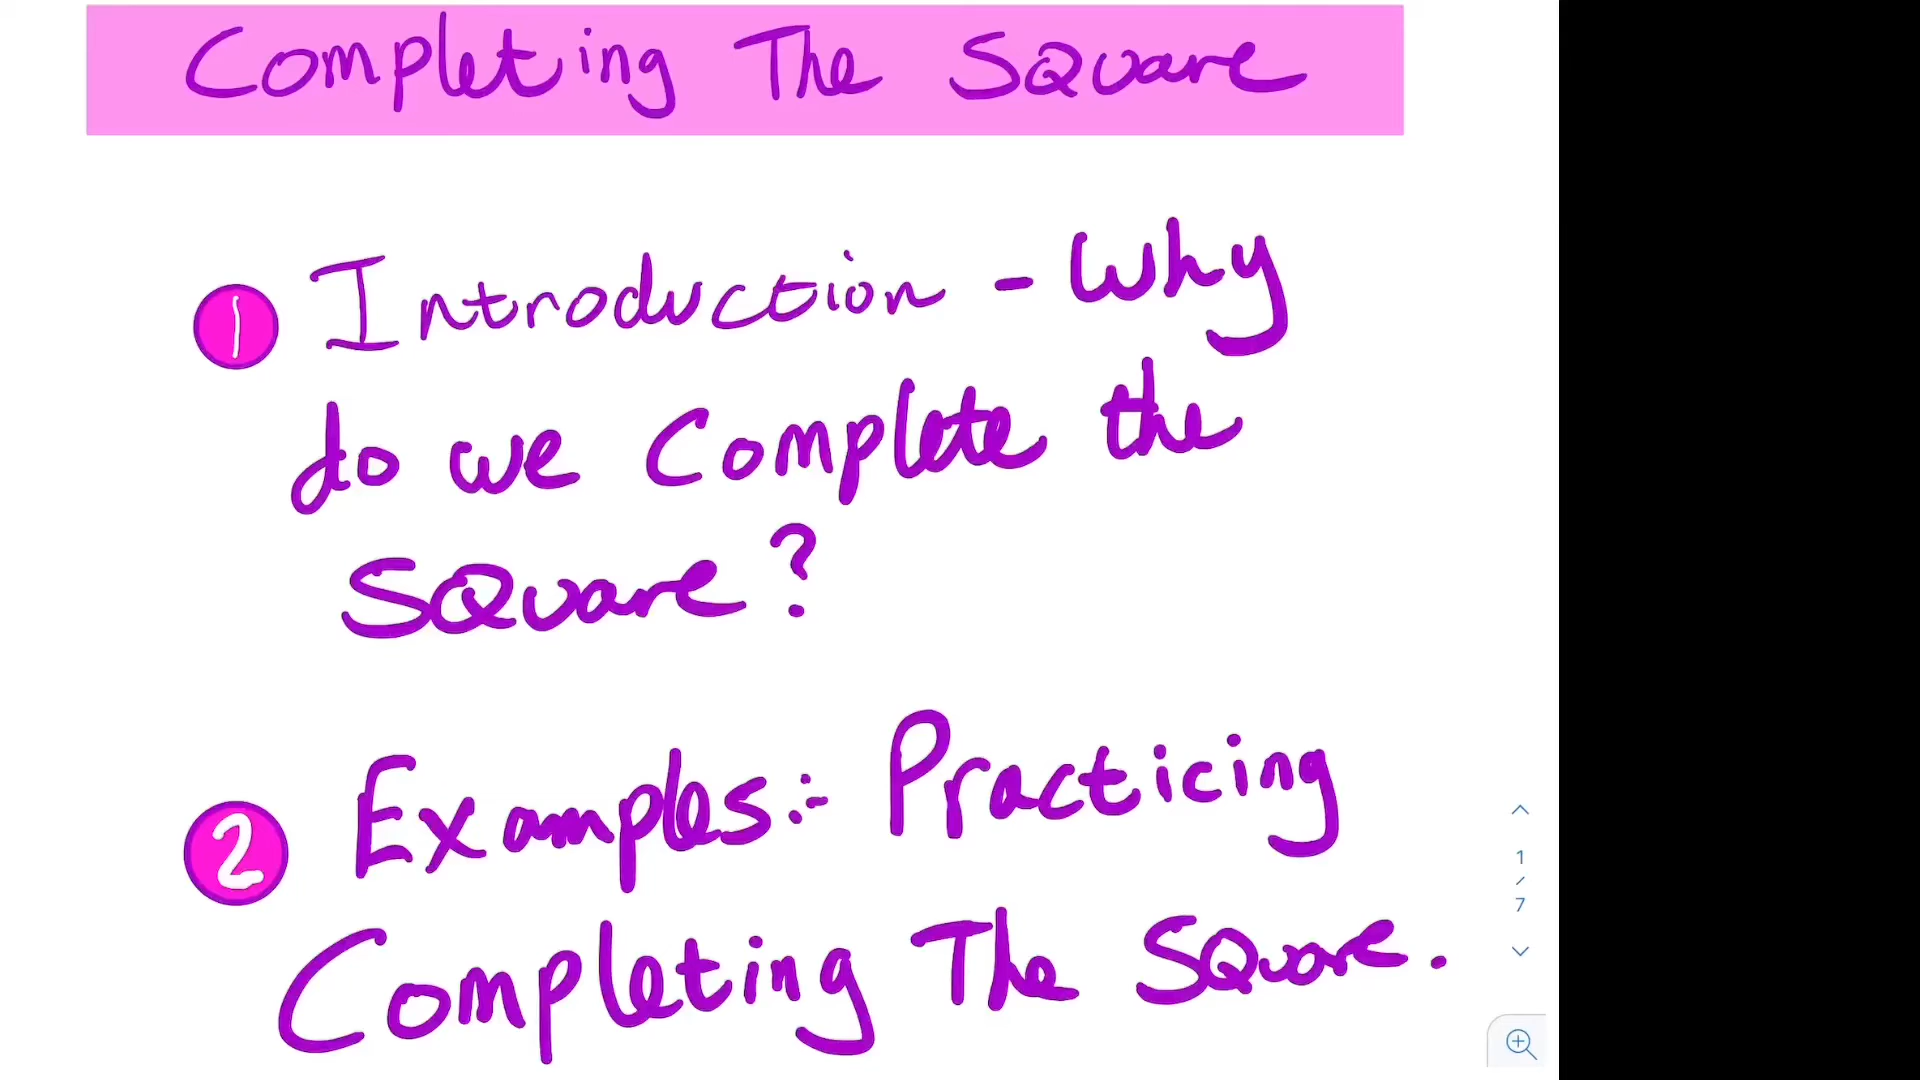 Completing The Square
1 Introduction - Why
do we Complete the
Square?
2 Examples:- Practicing
Completing The Square.
1
/
7